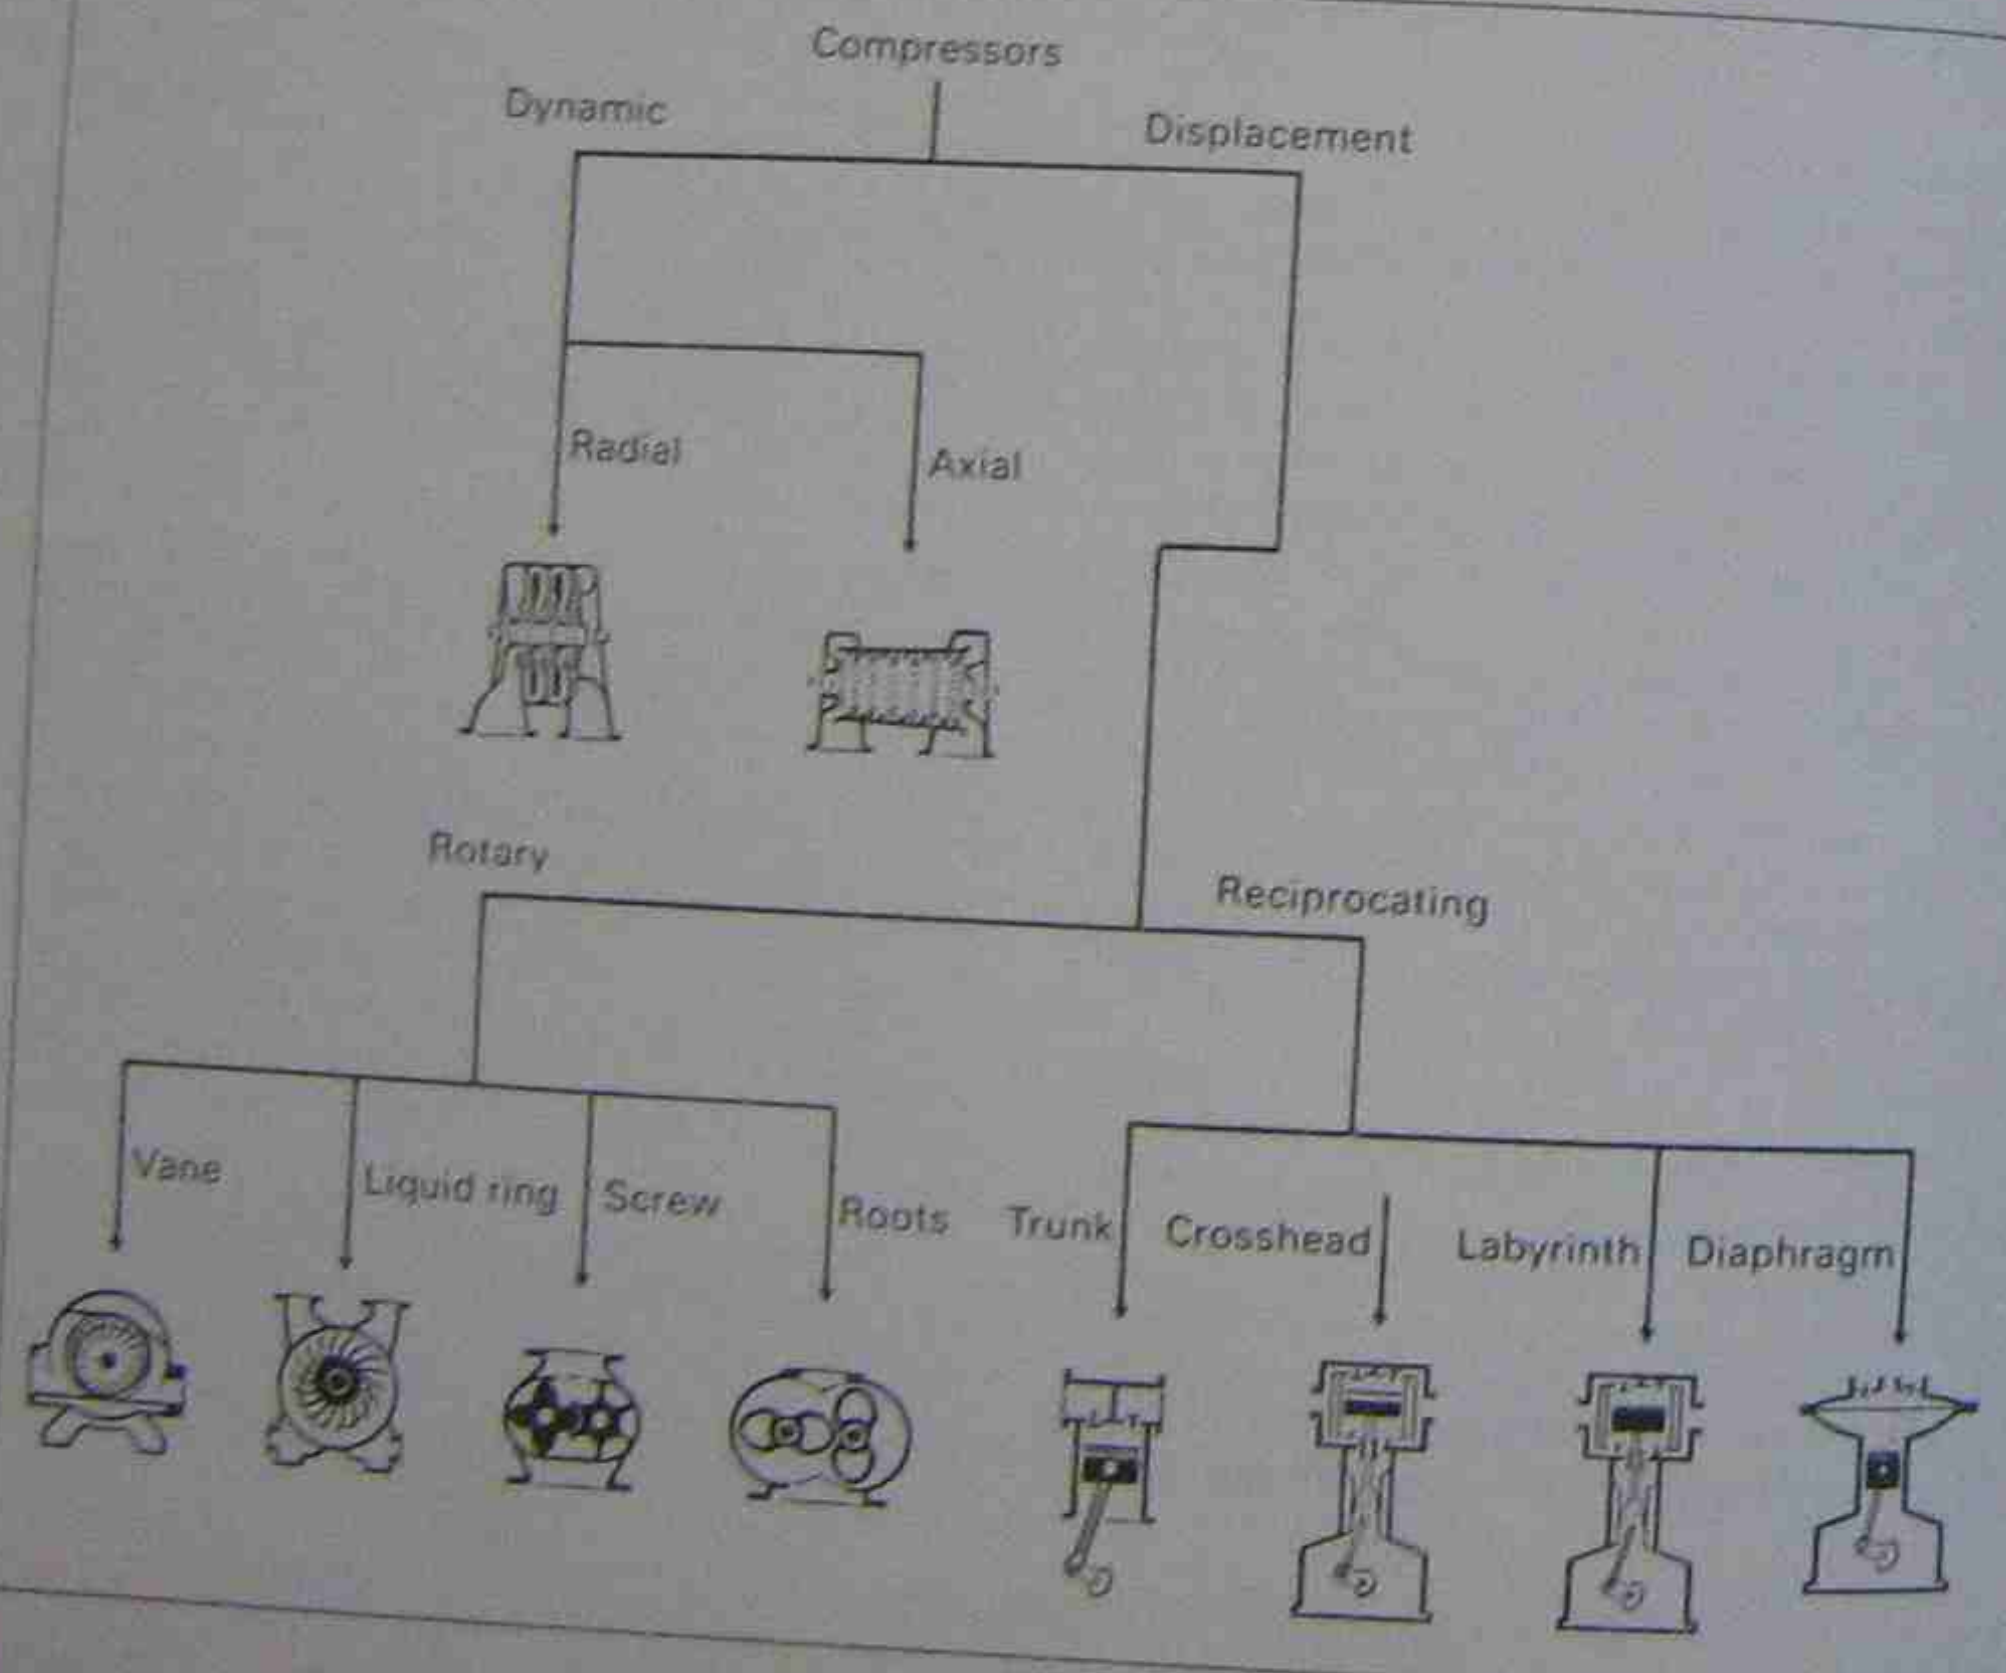 Compressors
Dynamic
Displacement
Radial
Axial
Rotary
Reciprocating
Vane
Liquid ring
Screw
Roots
Trunk
Crosshead
Labyrinth
Diaphragm